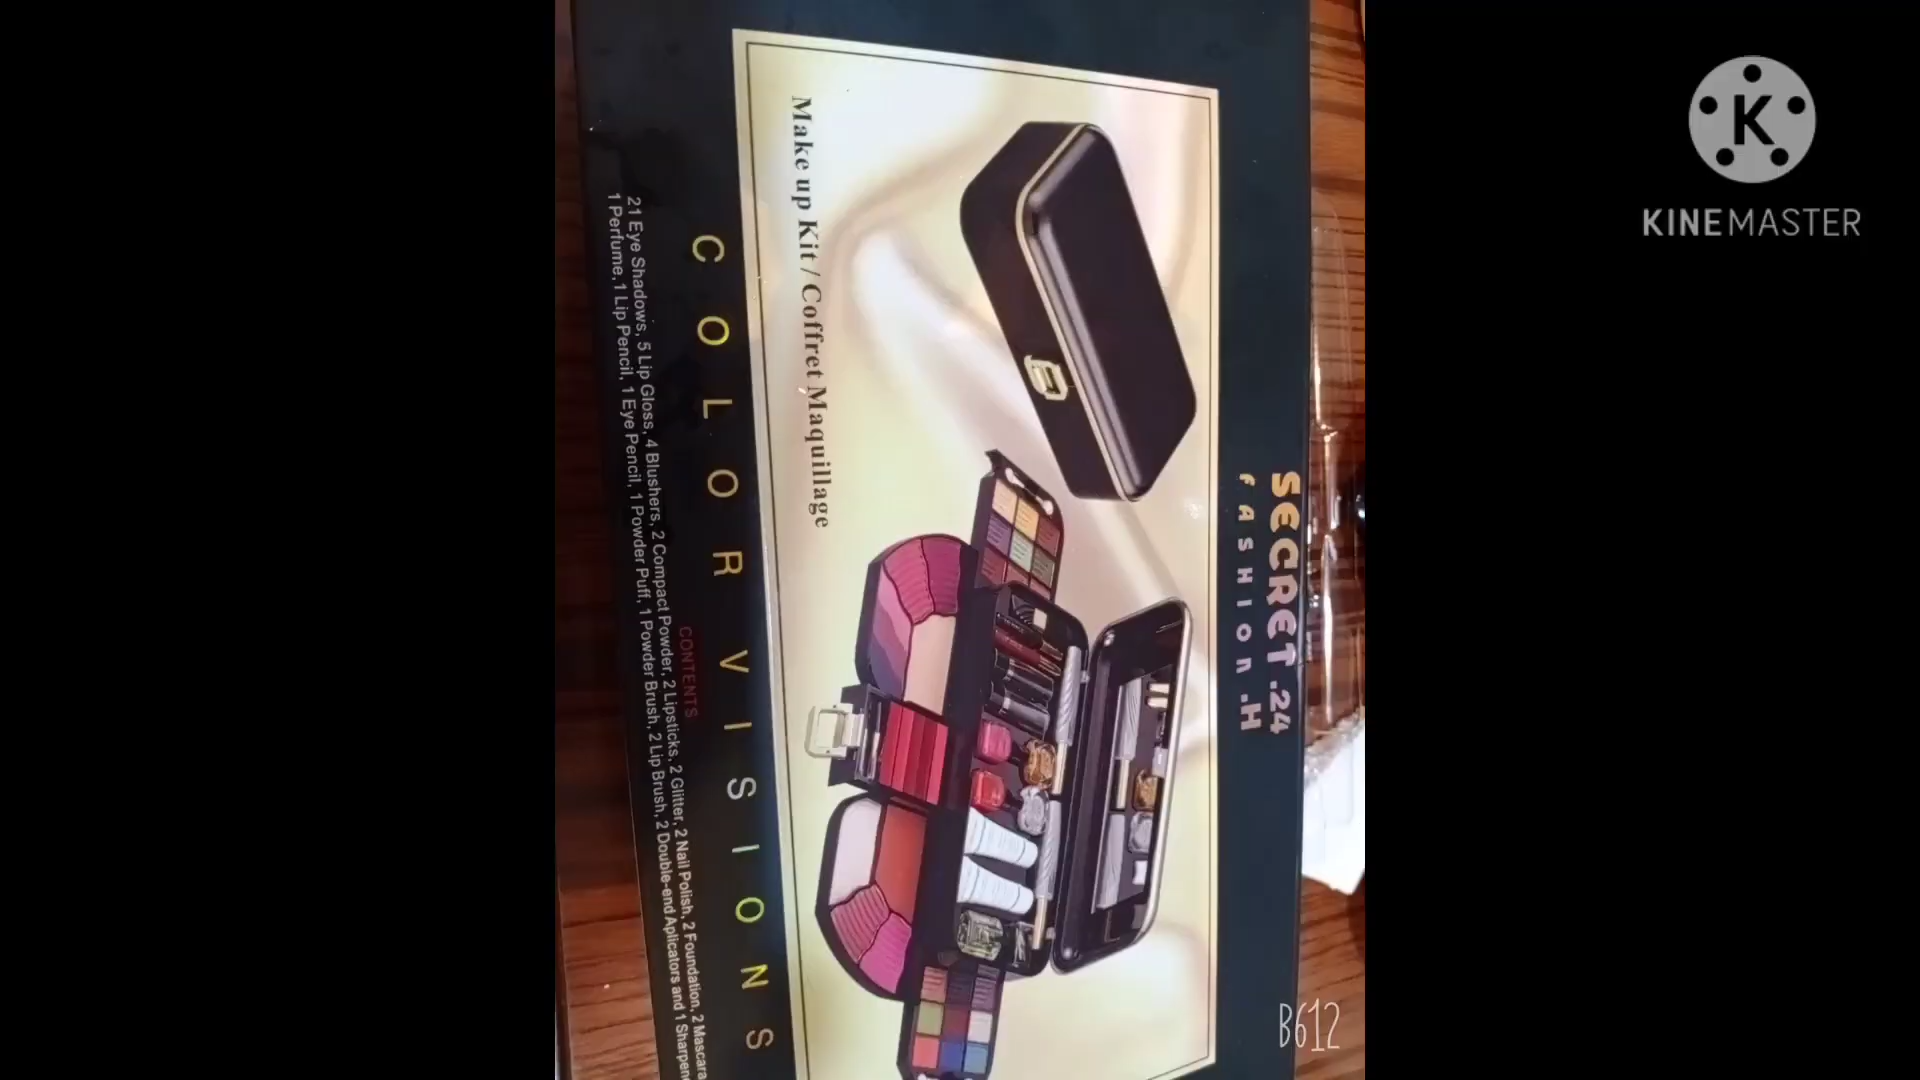 SECRET.24
FASHION.H
Make up Kit / Coffret Maquillage
COLOR VISIONS
CONTENTS
21 Eye Shadows, 5 Lip Gloss, 4 Blushers, 2 Compact Powder, 2 Lipsticks, 2 Glitter, 2 Nail Polish, 2 Foundation, 2 Mascara
1 Perfume, 1 Lip Pencil, 1 Eye Pencil, 1 Powder Puff, 1 Powder Brush, 2 Lip Brush, 2 Double-end Aplicators and 1 Sharpen
K
KINEMASTER
B612